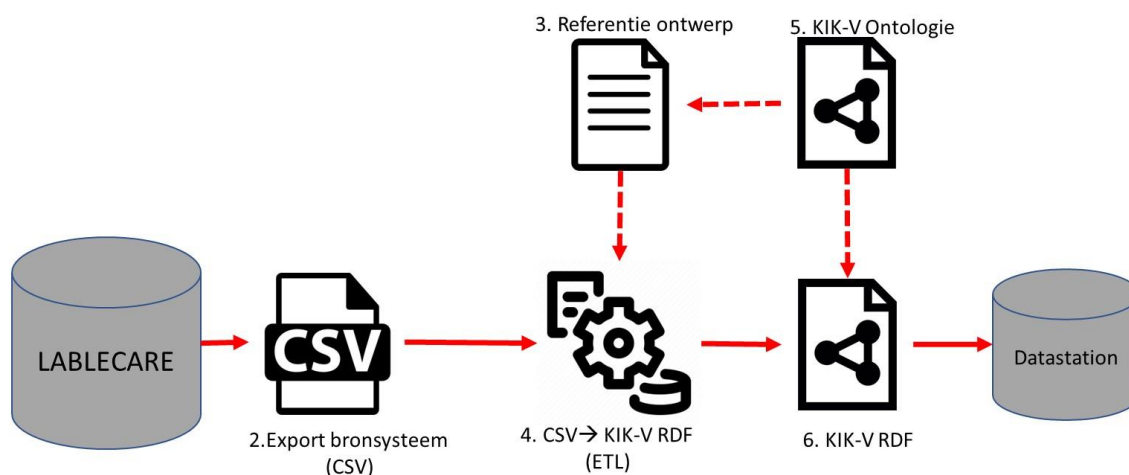 3. Referentie ontwerp
5. KIK-V Ontologie
LABLECARE
CSV
Datastation
2.Export bronsysteem
(CSV)
4. CSV→ KIK-V RDF
(ETL)
6. KIK-V RDF